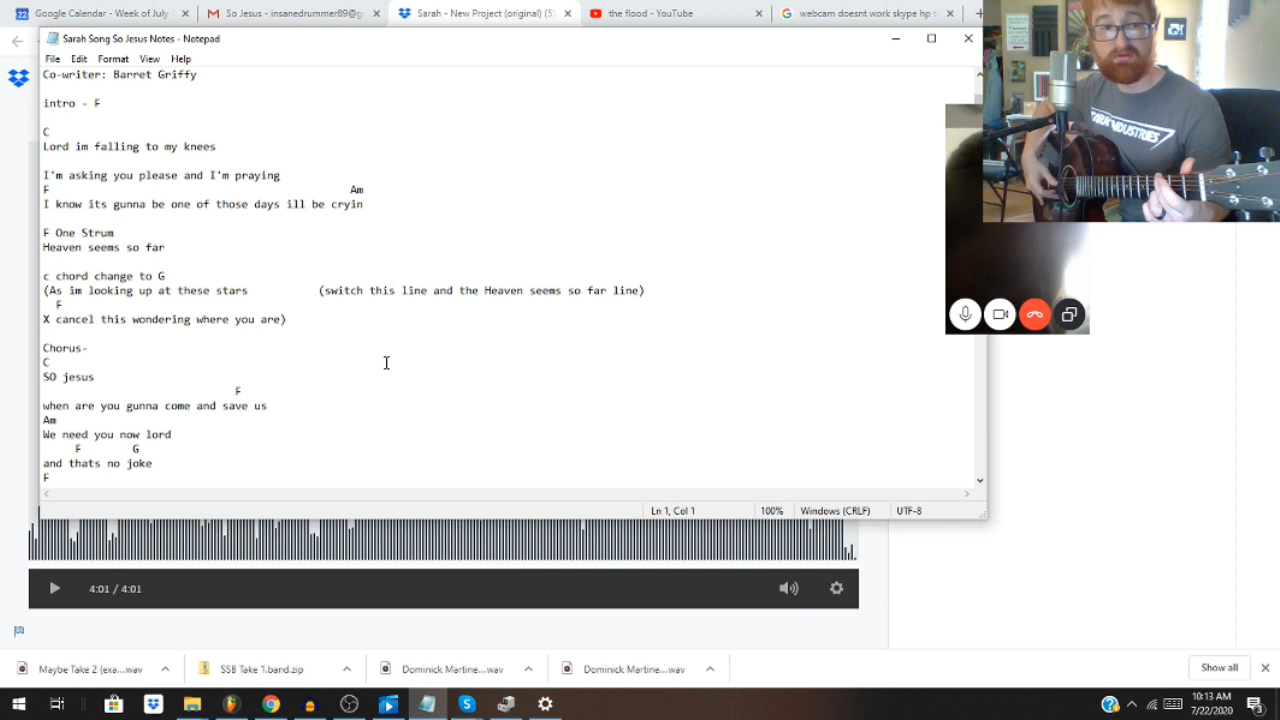 Google Calendar - Week of July
So Jesus - insanedrummer89@g
Sarah - New Project (original) (5)
the flood - YouTube
webcam doesnt work skype hp t
Sarah Song So Jesus Notes - Notepad
File Edit Format View Help
Co-writer: Barret Griffy
intro - F
C
Lord im falling to my knees
I'm asking you please and I'm praying
F Am
I know its gunna be one of those days ill be cryin
F One Strum
Heaven seems so far
c chord change to G
(As im looking up at these stars (switch this line and the Heaven seems so far line)
F
X cancel this wondering where you are)
Chorus-
C
SO jesus
F
when are you gunna come and save us
Am
We need you now lord
F G
and thats no joke
F
Ln 1, Col 1 100% Windows (CRLF) UTF-8
STARK INDUSTRIES
4:01 / 4:01
Maybe Take 2 (exa....wav
SSB Take 1.band.zip
Dominick Martine....wav
Dominick Martine....wav
Show all
10:13 AM
7/22/2020
3